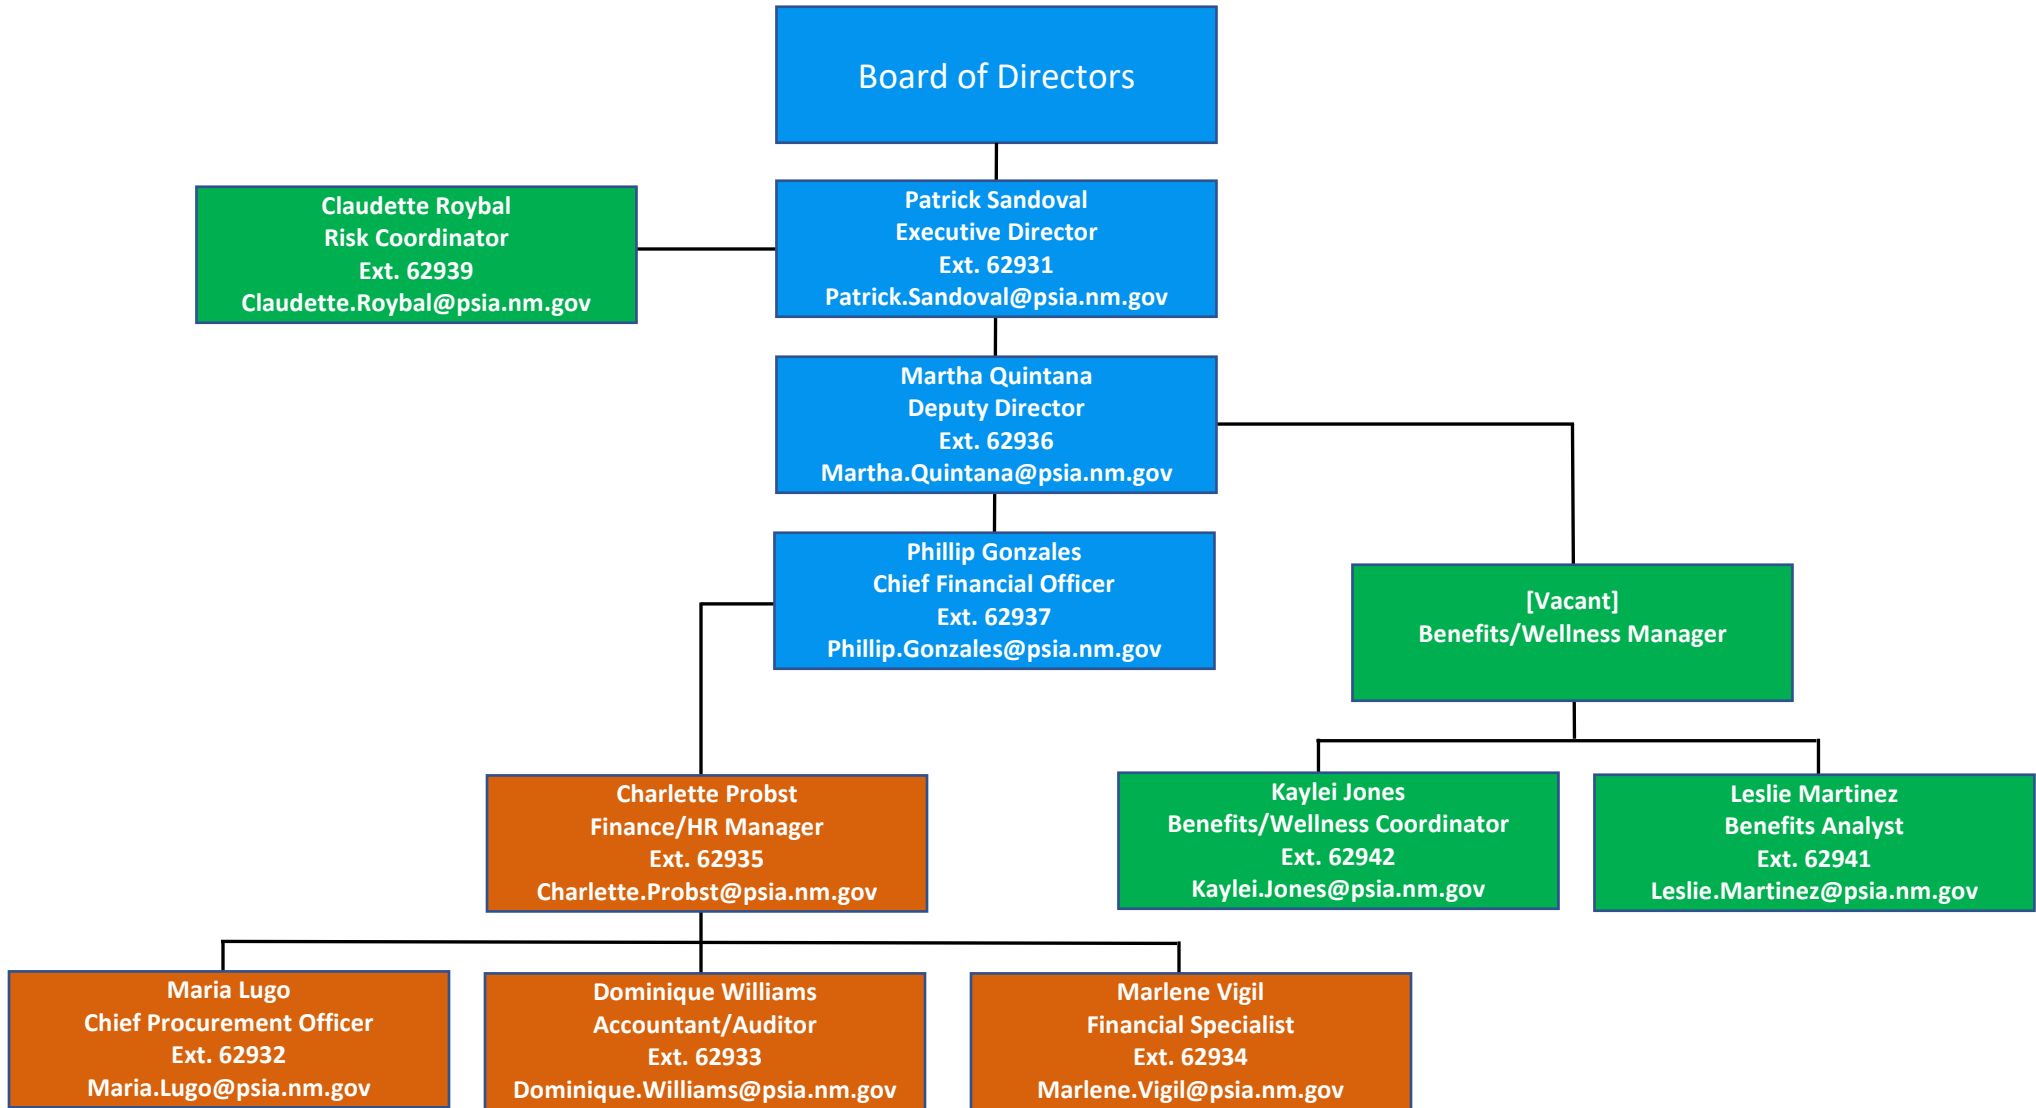 Board of Directors
Claudette Roybal
Risk Coordinator
Ext. 62939
Claudette.Roybal@psia.nm.gov
Patrick Sandoval
Executive Director
Ext. 62931
Patrick.Sandoval@psia.nm.gov
Martha Quintana
Deputy Director
Ext. 62936
Martha.Quintana@psia.nm.gov
Phillip Gonzales
Chief Financial Officer
Ext. 62937
Phillip.Gonzales@psia.nm.gov
[Vacant]
Benefits/Wellness Manager
Charlette Probst
Finance/HR Manager
Ext. 62935
Charlette.Probst@psia.nm.gov
Kaylei Jones
Benefits/Wellness Coordinator
Ext. 62942
Kaylei.Jones@psia.nm.gov
Leslie Martinez
Benefits Analyst
Ext. 62941
Leslie.Martinez@psia.nm.gov
Maria Lugo
Chief Procurement Officer
Ext. 62932
Maria.Lugo@psia.nm.gov
Dominique Williams
Accountant/Auditor
Ext. 62933
Dominique.Williams@psia.nm.gov
Marlene Vigil
Financial Specialist
Ext. 62934
Marlene.Vigil@psia.nm.gov